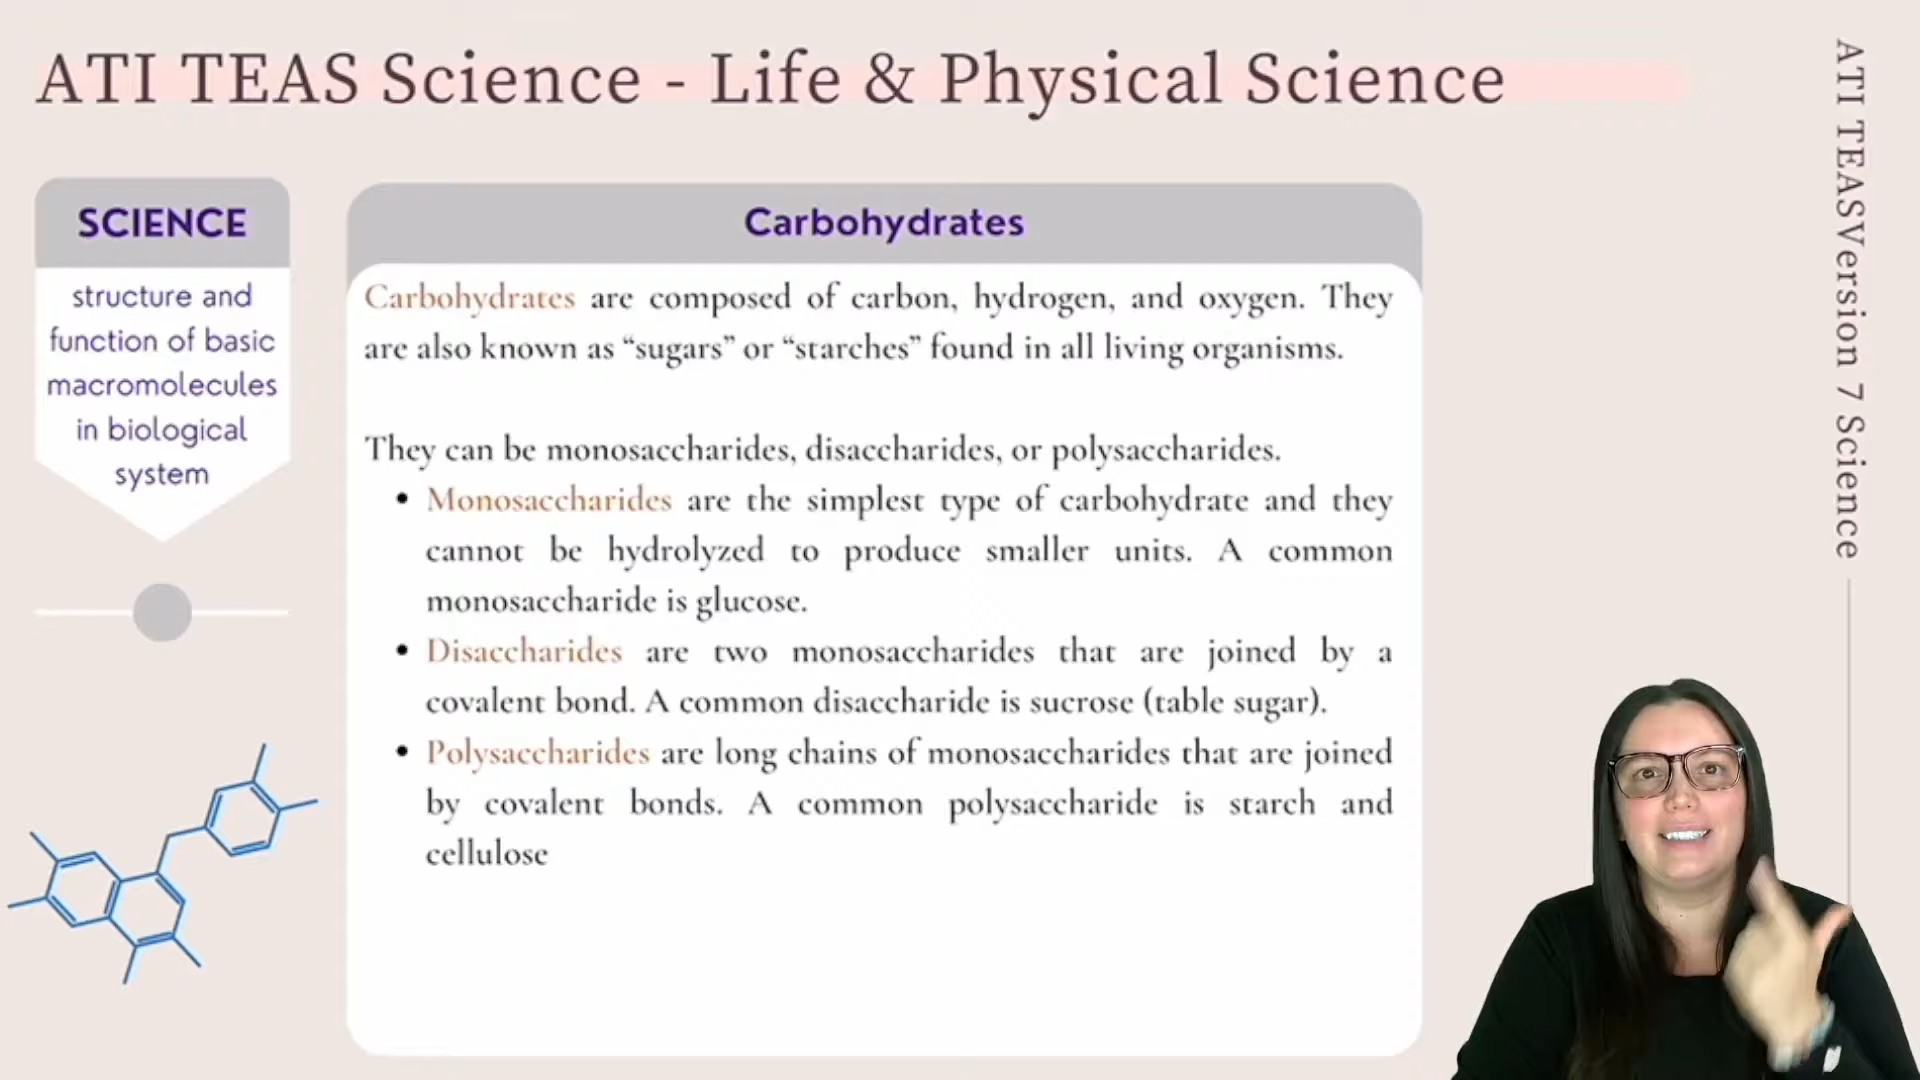 ATI TEAS Science - Life & Physical Science
SCIENCE
structure and
function of basic
macromolecules
in biological
system
Carbohydrates
Carbohydrates are composed of carbon, hydrogen, and oxygen. They
are also known as “sugars” or “starches” found in all living organisms.
They can be monosaccharides, disaccharides, or polysaccharides.
• Monosaccharides are the simplest type of carbohydrate and they
cannot be hydrolyzed to produce smaller units. A common
monosaccharide is glucose.
• Disaccharides are two monosaccharides that are joined by a
covalent bond. A common disaccharide is sucrose (table sugar).
• Polysaccharides are long chains of monosaccharides that are joined
by covalent bonds. A common polysaccharide is starch and
cellulose
ATI TEASVersion 7 Science